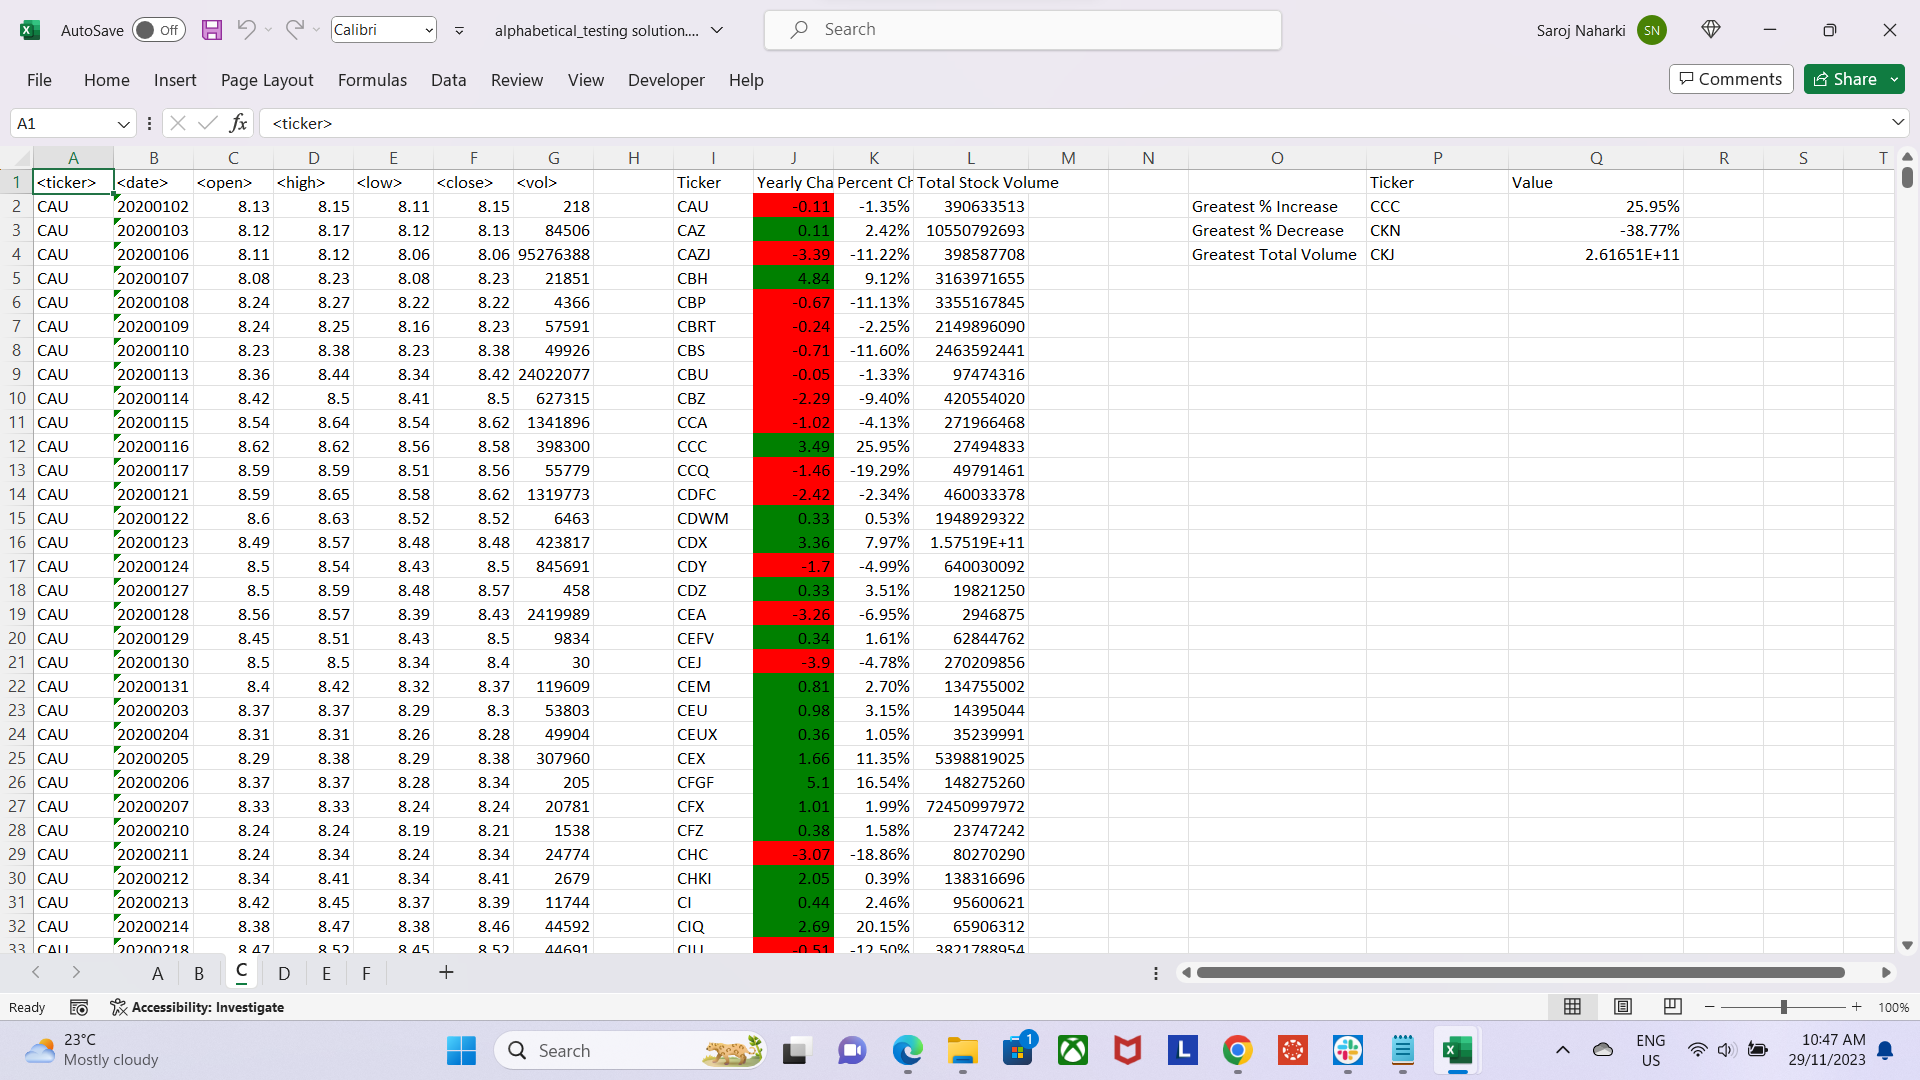 AutoSave Off Calibri alphabetical_testing solution.... Search Saroj Naharki SN
File Home Insert Page Layout Formulas Data Review View Developer Help Comments Share
A1 fx <ticker>
A B C D E F G H I J K L M N O P Q R S T
1 <ticker> <date> <open> <high> <low> <close> <vol> Ticker Yearly Cha Percent Ch Total Stock Volume Ticker Value
2 CAU 20200102 8.13 8.15 8.11 8.15 218 CAU -0.11 -1.35% 390633513 Greatest % Increase CCC 25.95%
3 CAU 20200103 8.12 8.17 8.12 8.13 84506 CAZ 0.11 2.42% 10550792693 Greatest % Decrease CKN -38.77%
4 CAU 20200106 8.11 8.12 8.06 8.06 95276388 CAZJ -3.39 -11.22% 398587708 Greatest Total Volume CKJ 2.61651E+11
5 CAU 20200107 8.08 8.23 8.08 8.23 21851 CBH 4.84 9.12% 3163971655
6 CAU 20200108 8.24 8.27 8.22 8.22 4366 CBP -0.67 -11.13% 3355167845
7 CAU 20200109 8.24 8.25 8.16 8.23 57591 CBRT -0.24 -2.25% 2149896090
8 CAU 20200110 8.23 8.38 8.23 8.38 49926 CBS -0.71 -11.60% 2463592441
9 CAU 20200113 8.36 8.44 8.34 8.42 24022077 CBU -0.05 -1.33% 97474316
10 CAU 20200114 8.42 8.5 8.41 8.5 627315 CBZ -2.29 -9.40% 420554020
11 CAU 20200115 8.54 8.64 8.54 8.62 1341896 CCA -1.02 -4.13% 271966468
12 CAU 20200116 8.62 8.62 8.56 8.58 398300 CCC 3.49 25.95% 27494833
13 CAU 20200117 8.59 8.59 8.51 8.56 55779 CCQ -1.46 -19.29% 49791461
14 CAU 20200121 8.59 8.65 8.58 8.62 1319773 CDFC -2.42 -2.34% 460033378
15 CAU 20200122 8.6 8.63 8.52 8.52 6463 CDWM 0.33 0.53% 1948929322
16 CAU 20200123 8.49 8.57 8.48 8.48 423817 CDX 3.36 7.97% 1.57519E+11
17 CAU 20200124 8.5 8.54 8.43 8.5 845691 CDY -1.7 -4.99% 640030092
18 CAU 20200127 8.5 8.59 8.48 8.57 458 CDZ 0.33 3.51% 19821250
19 CAU 20200128 8.56 8.57 8.39 8.43 2419989 CEA -3.26 -6.95% 2946875
20 CAU 20200129 8.45 8.51 8.43 8.5 9834 CEFV 0.34 1.61% 62844762
21 CAU 20200130 8.5 8.5 8.34 8.4 30 CEJ -3.9 -4.78% 270209856
22 CAU 20200131 8.4 8.42 8.32 8.37 119609 CEM 0.81 2.70% 134755002
23 CAU 20200203 8.37 8.37 8.29 8.3 53803 CEU 0.98 3.15% 14395044
24 CAU 20200204 8.31 8.31 8.26 8.28 49904 CEUX 0.36 1.05% 35239991
25 CAU 20200205 8.29 8.38 8.29 8.38 307960 CEX 1.66 11.35% 5398819025
26 CAU 20200206 8.37 8.37 8.28 8.34 205 CFGF 5.1 16.54% 148275260
27 CAU 20200207 8.33 8.33 8.24 8.24 20781 CFX 1.01 1.99% 72450997972
28 CAU 20200210 8.24 8.24 8.19 8.21 1538 CFZ 0.38 1.58% 23747242
29 CAU 20200211 8.24 8.34 8.24 8.34 24774 CHC -3.07 -18.86% 80270290
30 CAU 20200212 8.34 8.41 8.34 8.41 2679 CHKI 2.05 0.39% 138316696
31 CAU 20200213 8.42 8.45 8.37 8.39 11744 CI 0.44 2.46% 95600621
32 CAU 20200214 8.38 8.47 8.38 8.46 44592 CIQ 2.69 20.15% 65906312
33 CAU 20200218 8.47 8.52 8.45 8.52 44691 CIU -0.51 -12.50% 3821788954
A B C D E F +
Ready Accessibility: Investigate 100%
23°C Search 1 L ENG 10:47 AM
Mostly cloudy US 29/11/2023